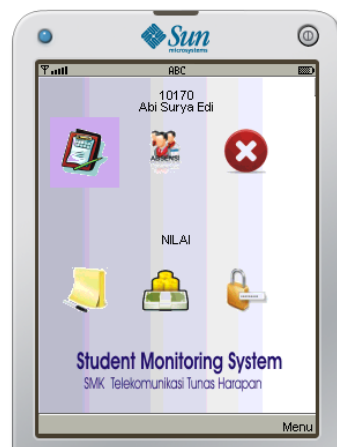 Sun
microsystems
ABC
10170
Abi Surya Edi
ABSENSI
NILAI
Student Monitoring System
SMK Telekomunikasi Tunas Harapan
Menu